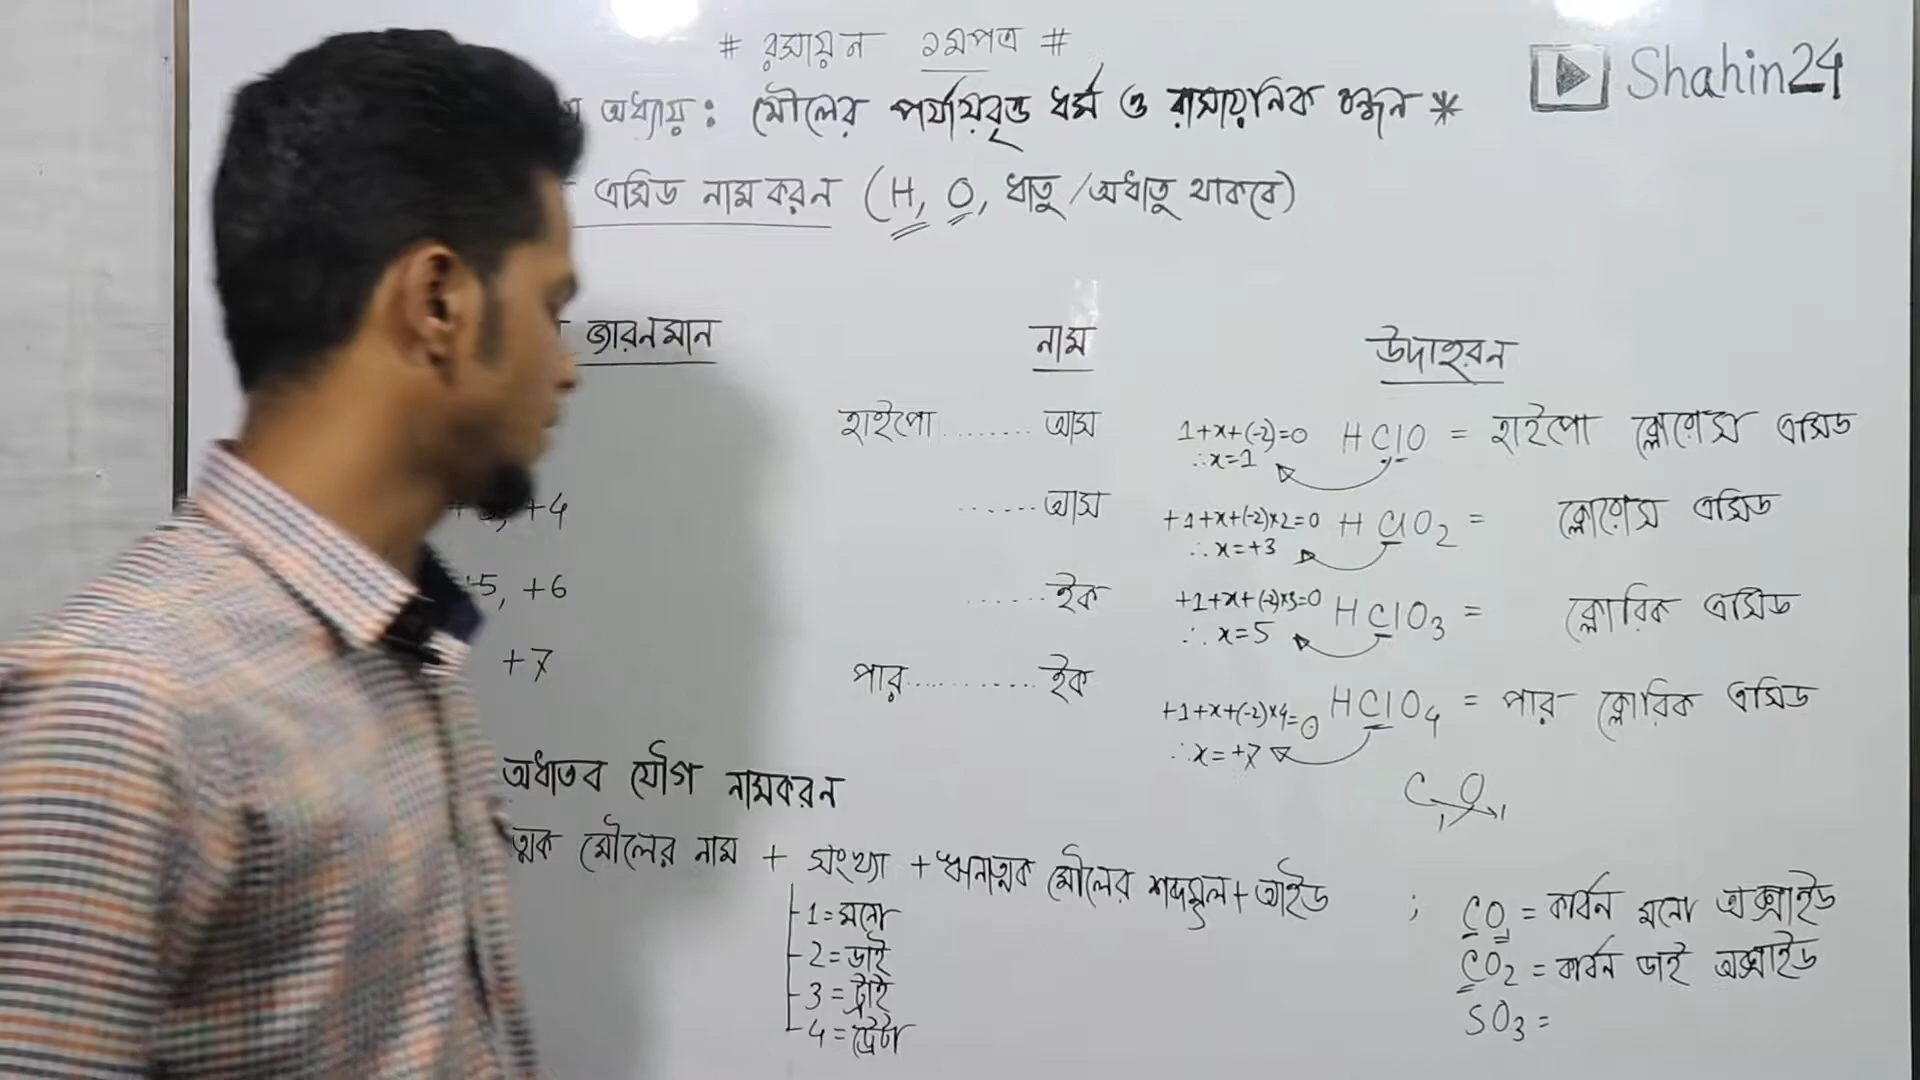 # রসায়ন ১মপত্র #
Shahin24
অধ্যায় : মৌলের পর্যায়বৃত্ত ধর্ম ও রাসায়নিক বন্ধন *
এসিড নামকরন (H, O, ধাতু/অধাতু থাকবে)
জারনমান নাম উদাহরন
হাইপো ........ আস 1+x+(-2)=0 HClO = হাইপো ক্লোরাস এসিড
∴x=1
+4 ...... আস +1+x+(-2)×2=0 HClO2 = ক্লোরাস এসিড
∴x=+3
+5, +6 ...... ইক +1+x+(-2)×3=0 HClO3 = ক্লোরিক এসিড
∴x=5
+7 পার ............ ইক +1+x+(-2)×4=0 HClO4 = পার ক্লোরিক এসিড
∴x=+7
C O
অধাতব যৌগ নামকরন
মৌলের নাম + সংখ্যা + ঋনাত্নক মৌলের শব্দমুল + আইড ; CO = কার্বন মনো অক্সাইড
1=মনো
2=ডাই CO2 = কার্বন ডাই অক্সাইড
3=ট্রাই SO3 =
4=টেট্রা